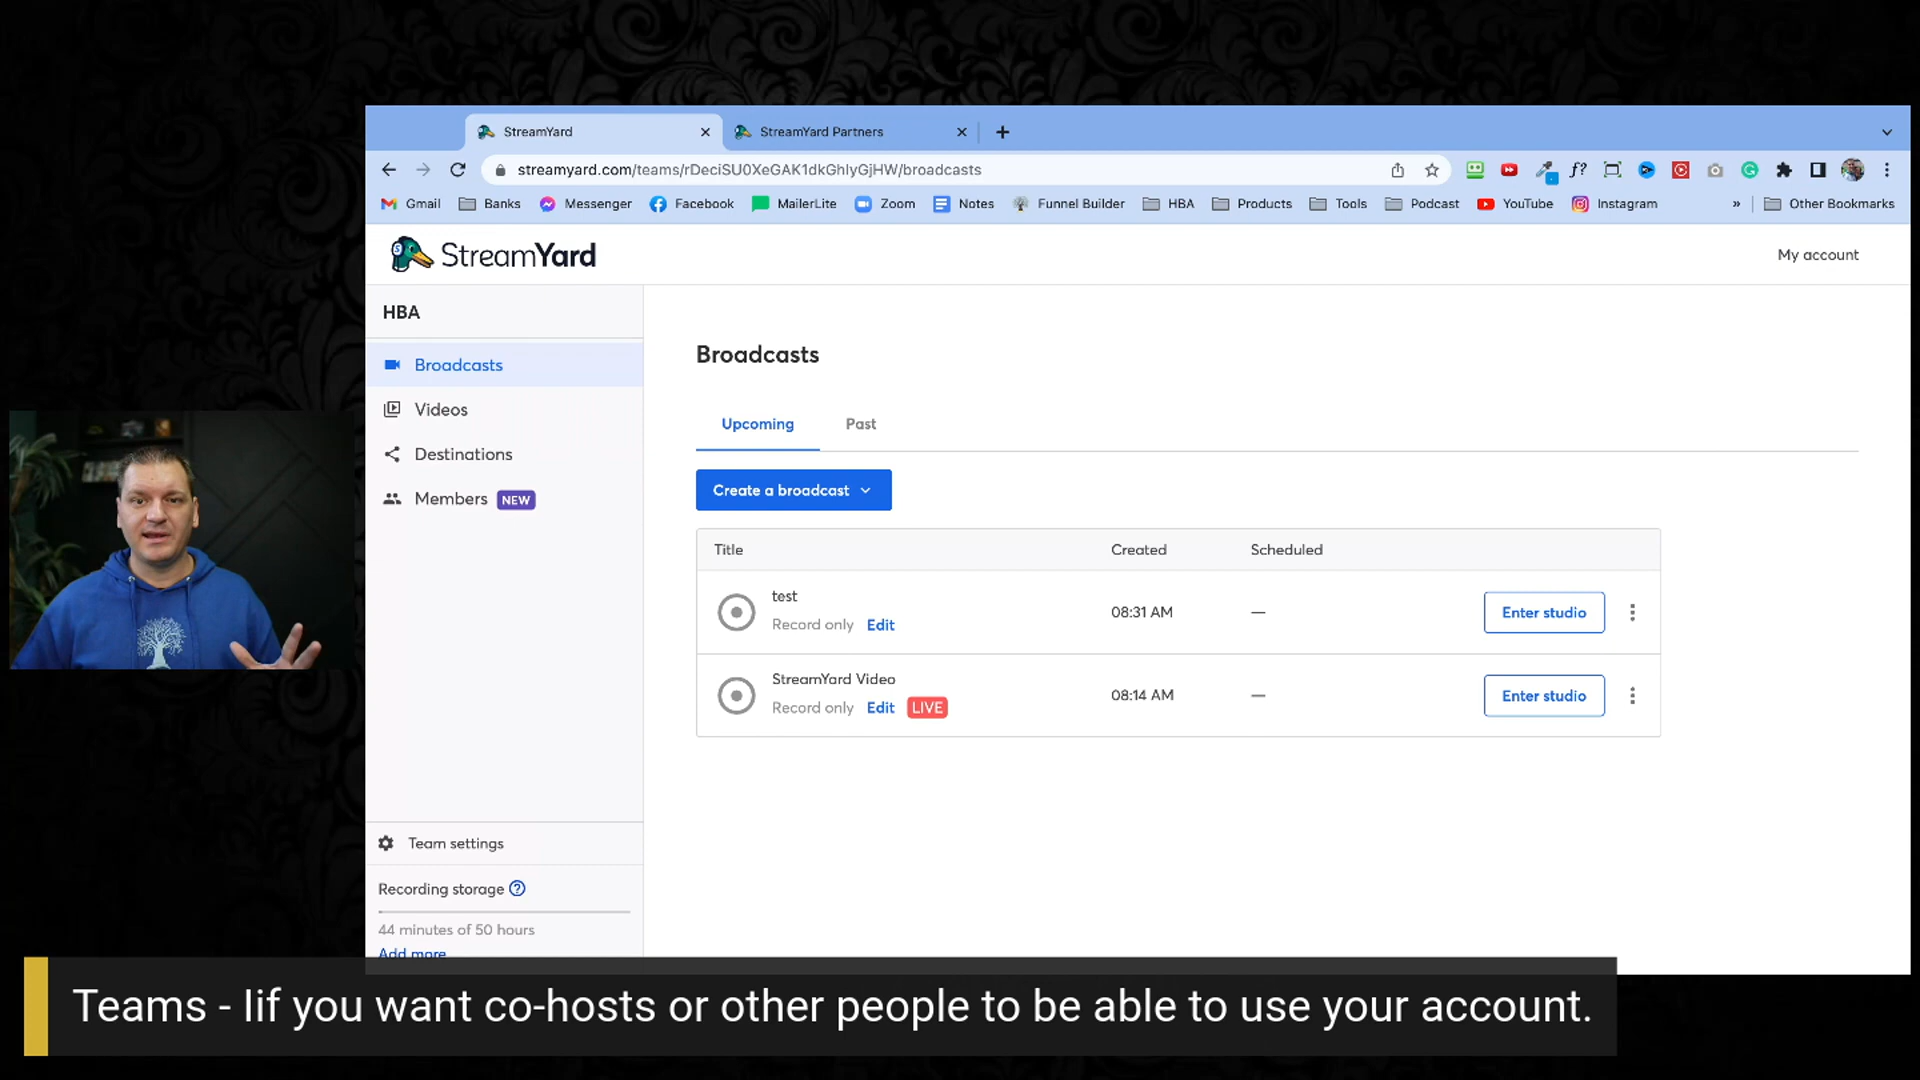 StreamYard
StreamYard Partners
streamyard.com/teams/rDeciSU0XeGAK1dkGhlyGjHW/broadcasts
f?
Gmail Banks Messenger Facebook MailerLite Zoom Notes Funnel Builder HBA Products Tools Podcast YouTube Instagram » Other Bookmarks
StreamYard
My account
HBA
Broadcasts
Videos
Destinations
Members NEW
Team settings
Recording storage ?
44 minutes of 50 hours
Add more
Broadcasts
Upcoming Past
Create a broadcast
Title Created Scheduled
test
Record only Edit
08:31 AM — Enter studio
StreamYard Video
Record only Edit LIVE
08:14 AM — Enter studio
Teams - Iif you want co-hosts or other people to be able to use your account.